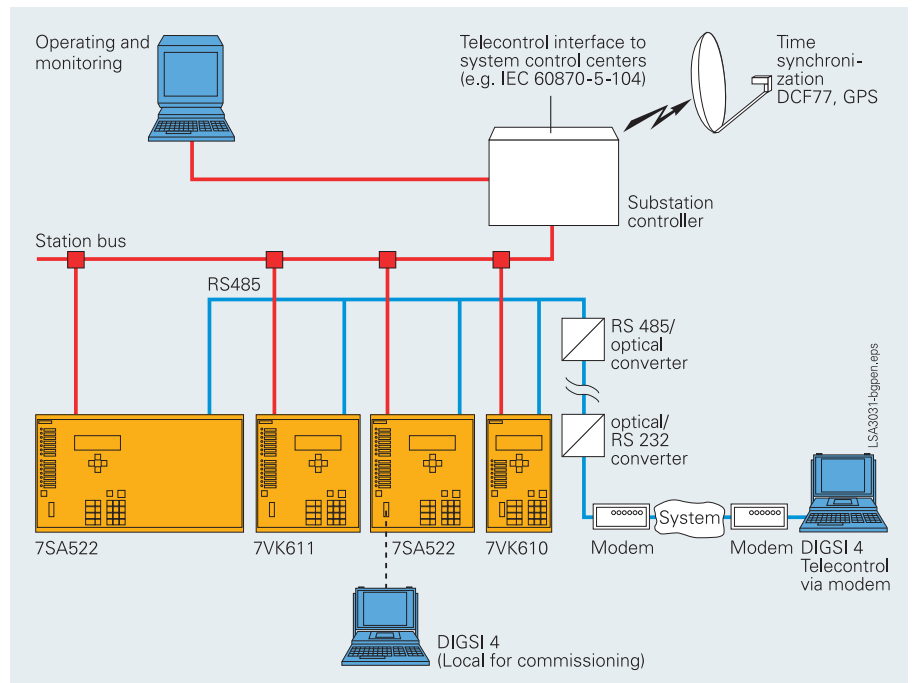 Operating and
monitoring
Telecontrol interface to
system control centers
(e.g. IEC 60870-5-104)
Time
synchroni-
zation
DCF77, GPS
Substation
controller
Station bus
RS485
RS 485/
optical
converter
optical/
RS 232
converter
LSA3031-bgpen.eps
7SA522
7VK611
7SA522
7VK610
Modem
System
Modem
DIGSI 4
Telecontrol
via modem
DIGSI 4
(Local for commissioning)